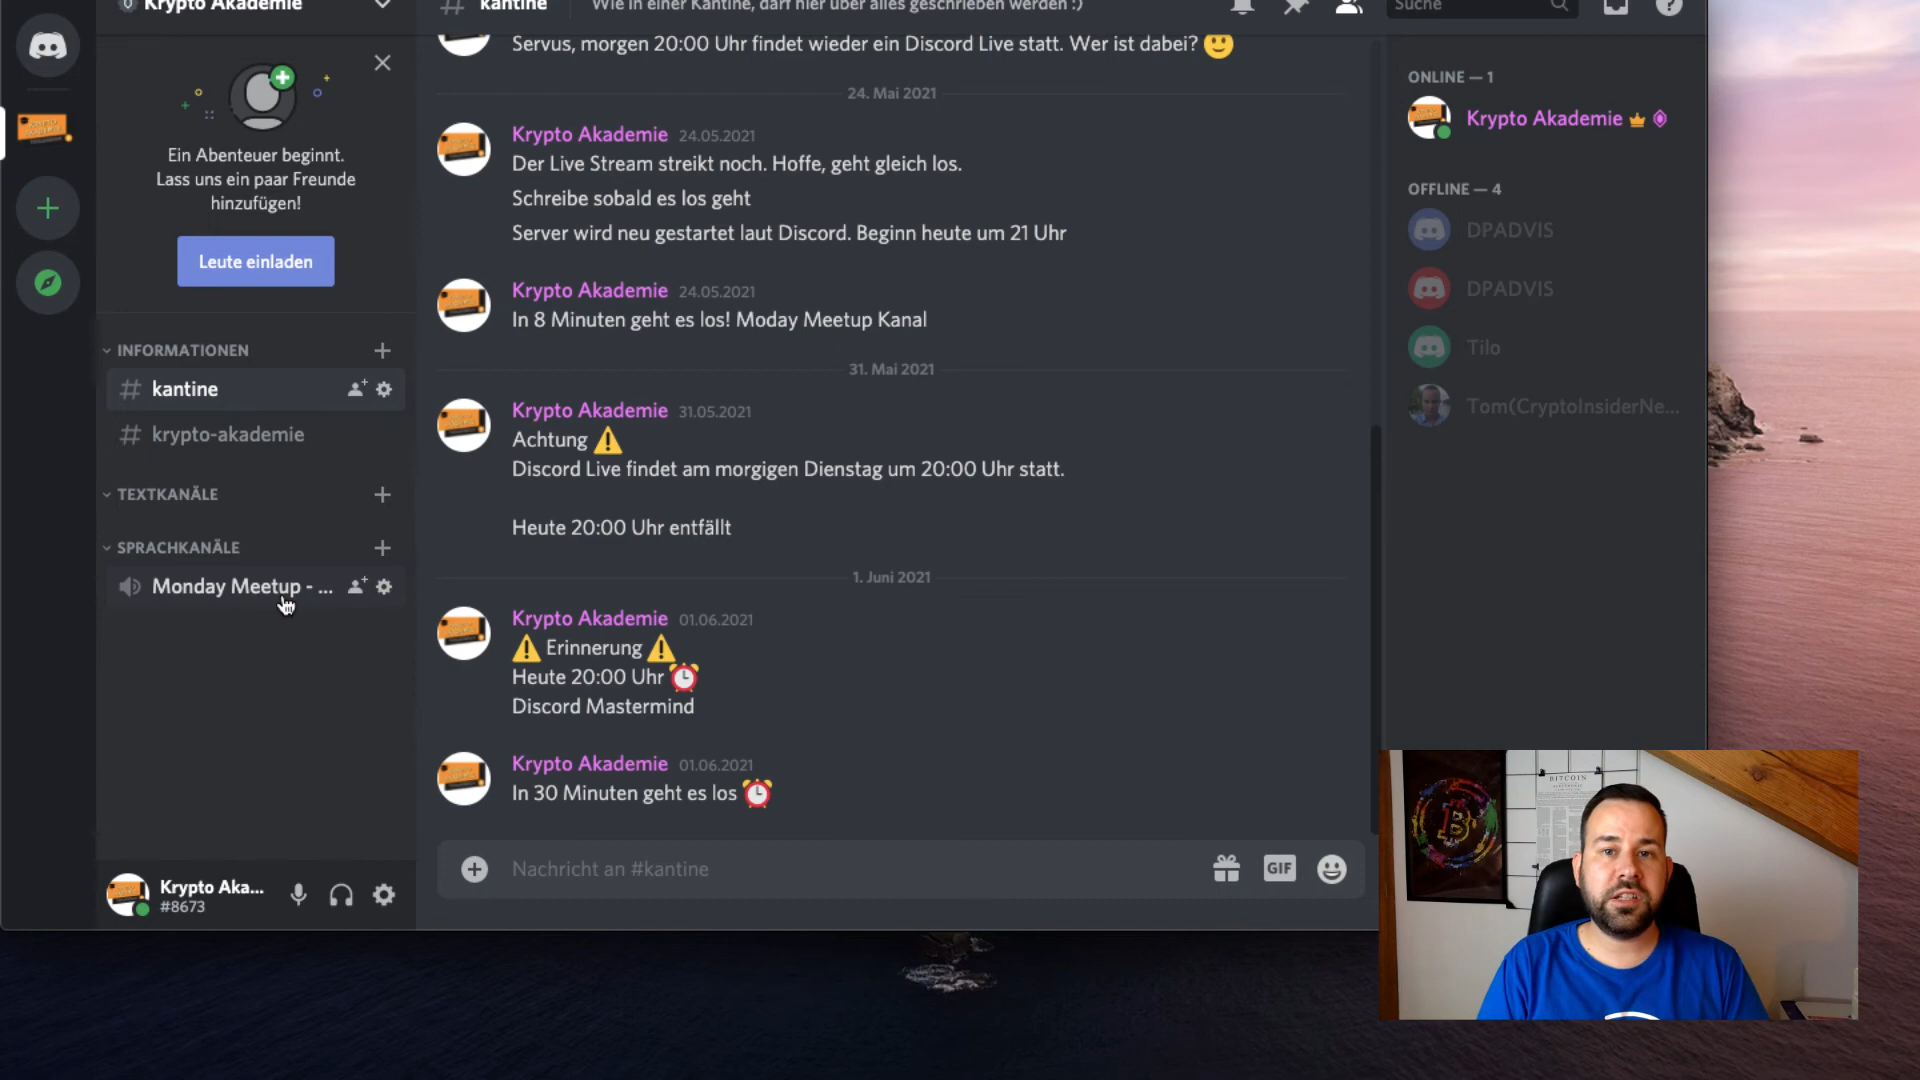 Krypto Akademie
# kantine
Wie in einer Kantine, darf hier über alles geschrieben werden :)
Suche
Ein Abenteuer beginnt.
Lass uns ein paar Freunde
hinzufügen!
Leute einladen
INFORMATIONEN
# kantine
# krypto-akademie
TEXTKANÄLE
SPRACHKANÄLE
Monday Meetup - ...
Krypto Aka...
#8673
Servus, morgen 20:00 Uhr findet wieder ein Discord Live statt. Wer ist dabei? 🙂
24. Mai 2021
Krypto Akademie 24.05.2021
Der Live Stream streikt noch. Hoffe, geht gleich los.
Schreibe sobald es los geht
Server wird neu gestartet laut Discord. Beginn heute um 21 Uhr
Krypto Akademie 24.05.2021
In 8 Minuten geht es los! Moday Meetup Kanal
31. Mai 2021
Krypto Akademie 31.05.2021
Achtung ⚠️
Discord Live findet am morgigen Dienstag um 20:00 Uhr statt.
Heute 20:00 Uhr entfällt
1. Juni 2021
Krypto Akademie 01.06.2021
⚠️ Erinnerung ⚠️
Heute 20:00 Uhr ⏰
Discord Mastermind
Krypto Akademie 01.06.2021
In 30 Minuten geht es los ⏰
Nachricht an #kantine
GIF
ONLINE — 1
Krypto Akademie
OFFLINE — 4
DPADVIS
DPADVIS
Tilo
Tom(CryptoInsiderNe...
BITCOIN